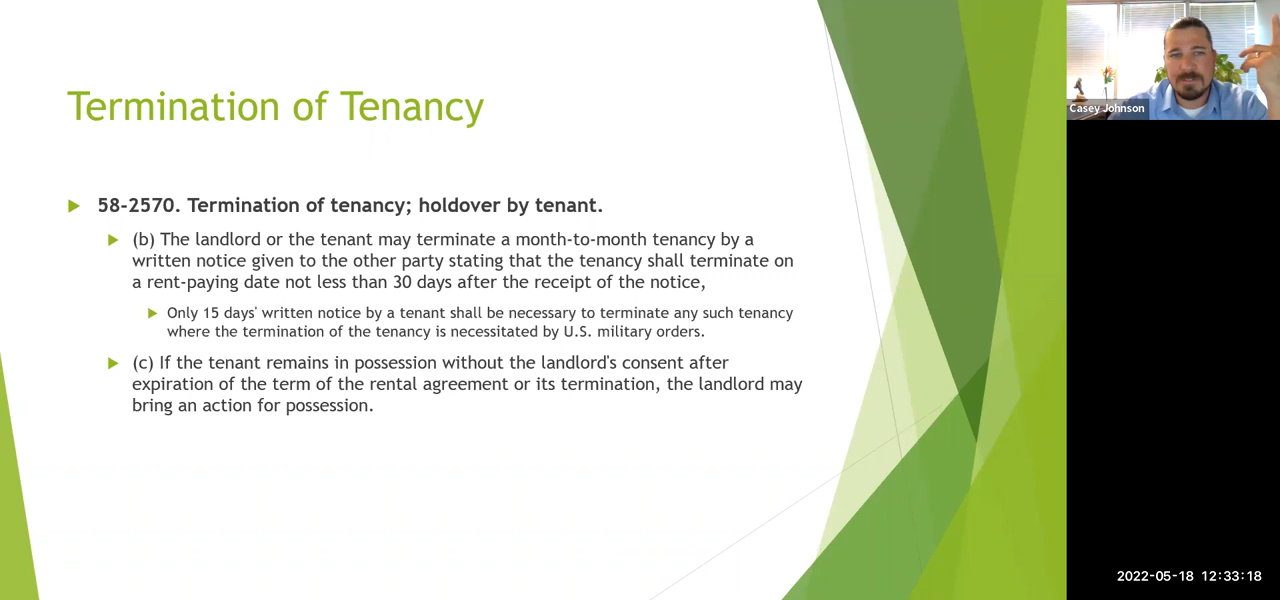 Termination of Tenancy
58-2570. Termination of tenancy; holdover by tenant.
(b) The landlord or the tenant may terminate a month-to-month tenancy by a
written notice given to the other party stating that the tenancy shall terminate on
a rent-paying date not less than 30 days after the receipt of the notice,
Only 15 days' written notice by a tenant shall be necessary to terminate any such tenancy
where the termination of the tenancy is necessitated by U.S. military orders.
(c) If the tenant remains in possession without the landlord's consent after
expiration of the term of the rental agreement or its termination, the landlord may
bring an action for possession.
Casey Johnson
2022-05-18 12:33:18